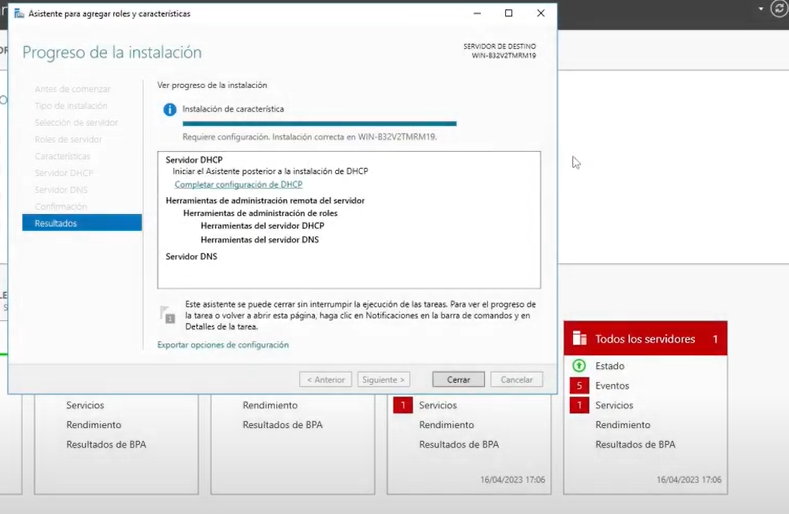 Asistente para agregar roles y características
Progreso de la instalación
SERVIDOR DE DESTINO
WIN-B32V2TMRM19
Antes de comenzar
Tipo de instalación
Selección de servidor
Roles de servidor
Características
Servidor DHCP
Servidor DNS
Confirmación
Resultados
Ver progreso de la instalación
Instalación de característica
Requiere configuración. Instalación correcta en WIN-B32V2TMRM19.
Servidor DHCP
Iniciar el Asistente posterior a la instalación de DHCP
Completar configuración de DHCP
Herramientas de administración remota del servidor
Herramientas de administración de roles
Herramientas del servidor DHCP
Herramientas del servidor DNS
Servidor DNS
1
Este asistente se puede cerrar sin interrumpir la ejecución de las tareas. Para ver el progreso de
la tarea o volver a abrir esta página, haga clic en Notificaciones en la barra de comandos y en
Detalles de la tarea.
Exportar opciones de configuración
< Anterior
Siguiente >
Cerrar
Cancelar
Servicios
Rendimiento
Resultados de BPA
Rendimiento
Resultados de BPA
1 Servicios
Rendimiento
Resultados de BPA
16/04/2023 17:06
Todos los servidores 1
Estado
5 Eventos
1 Servicios
Rendimiento
Resultados de BPA
16/04/2023 17:06